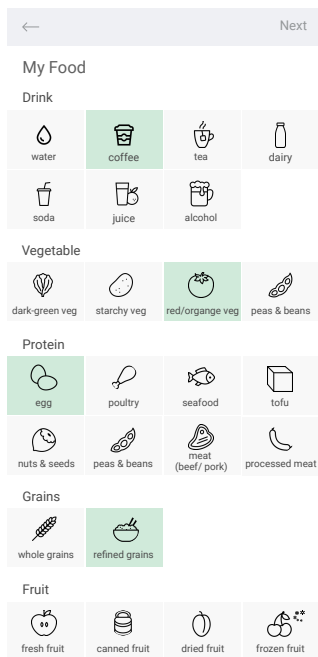 Next
My Food
Drink
water
coffee
tea
dairy
soda
juice
alcohol
Vegetable
dark-green veg
starchy veg
red/organge veg
peas & beans
Protein
egg
poultry
seafood
tofu
nuts & seeds
peas & beans
meat
(beef/ pork)
processed meat
Grains
whole grains
refined grains
Fruit
fresh fruit
canned fruit
dried fruit
frozen fruit